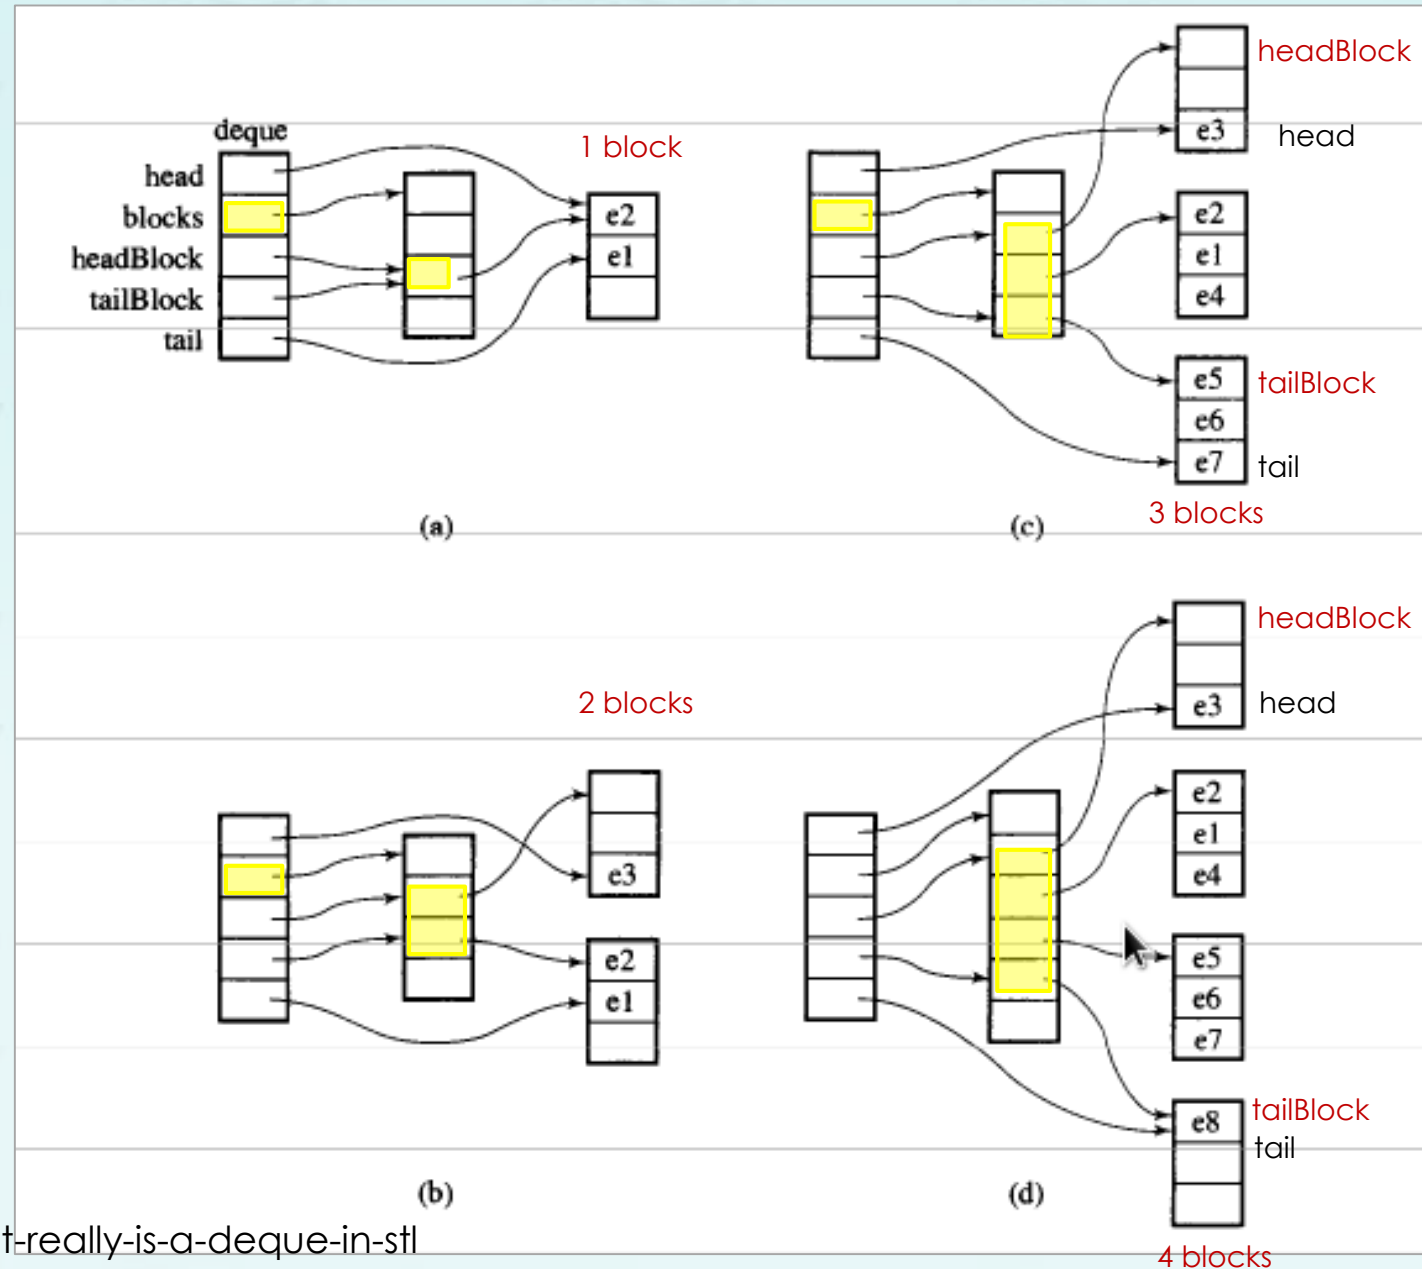 deque
head
blocks
headBlock
tailBlock
tail
1 block
e2
e1
(a)
headBlock
e3
head
e2
e1
e4
e5
tailBlock
e6
e7
tail
3 blocks
(c)
2 blocks
e3
e2
e1
(b)
headBlock
e3
head
e2
e1
e4
e5
e6
e7
e8
tailBlock
tail
(d)
4 blocks
t-really-is-a-deque-in-stl